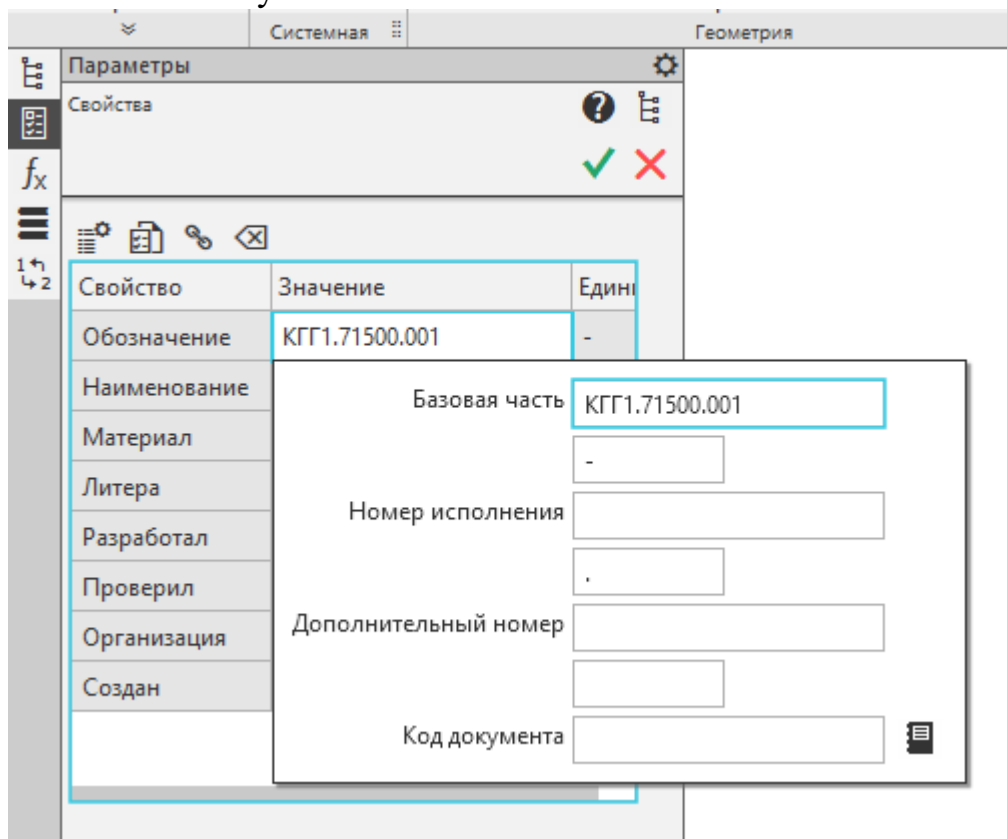 Системная
Геометрия
Параметры
Свойства
Свойство Значение Едини
Обозначение КГГ1.71500.001 -
Наименование
Материал
Литера
Разработал
Проверил
Организация
Создан
Базовая часть КГГ1.71500.001
-
Номер исполнения
.
Дополнительный номер
Код документа